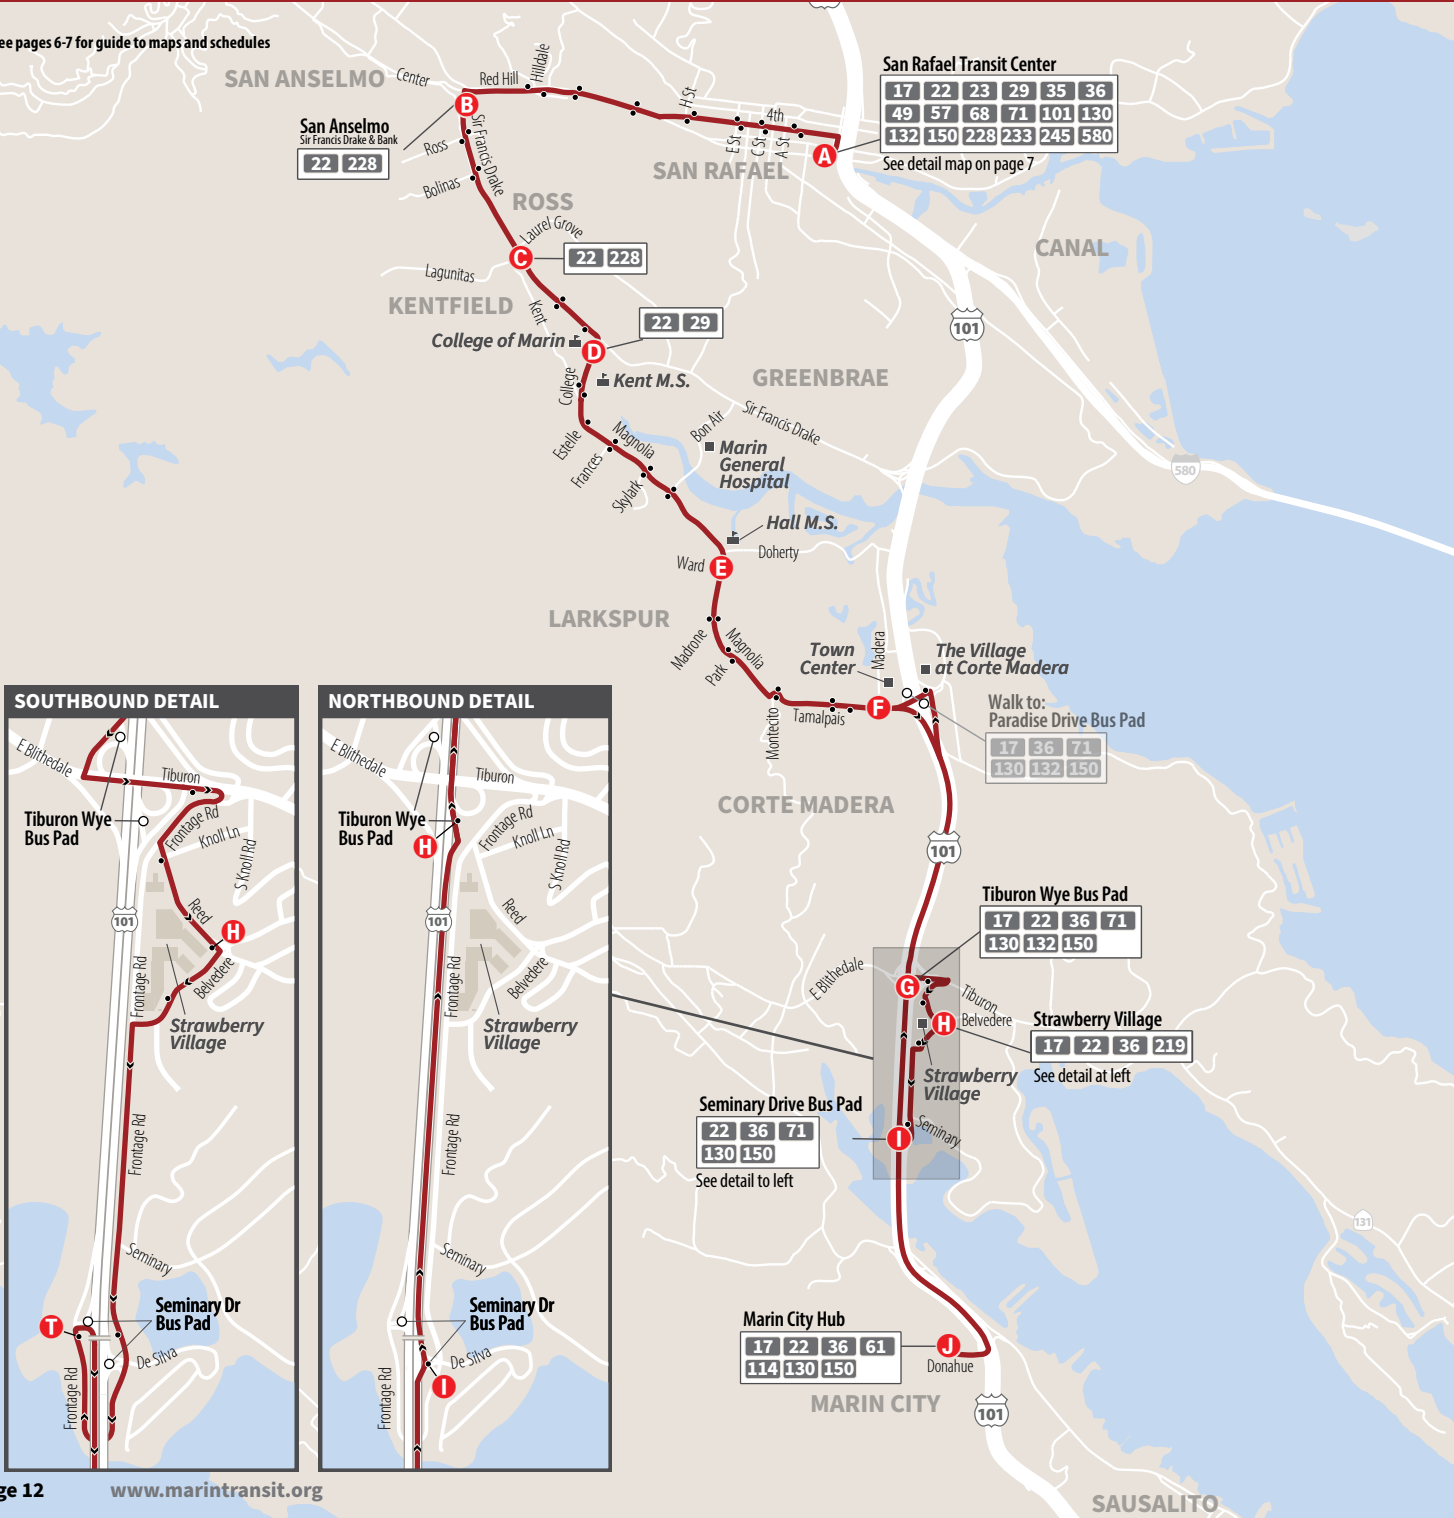 ee pages 6-7 for guide to maps and schedules
San Rafael Transit Center
17 22 23 29 35 36
49 57 68 71 101 130
132 150 228 233 245 580
See detail map on page 7
SAN ANSELMO
Center
Red Hill
Hilldale
H St
4th
E St
C St
A St
A
B
San Anselmo
Sir Francis Drake & Bank
22 228
Ross
Sir Francis Drake
Bolinas
SAN RAFAEL
ROSS
Laurel Grove
C
22 228
CANAL
Lagunitas
KENTFIELD
Kent
22 29
101
College of Marin
D
Kent M.S.
GREENBRAE
College
Sir Francis Drake
Bon Air
Estelle
Magnolia
Marin
General
Hospital
Frances
Skylark
580
Hall M.S.
Doherty
Ward
E
LARKSPUR
Madrone
Magnolia
Park
Town
Center
Madera
The Village
at Corte Madera
Montecito
Tamalpais
F
Walk to:
Paradise Drive Bus Pad
17 36 71
130 132 150
CORTE MADERA
101
Tiburon Wye Bus Pad
17 22 36 71
130 132 150
E Blithedale
G
Tiburon
H
Belvedere
Strawberry Village
17 22 36 219
See detail at left
Strawberry
Village
Seminary Drive Bus Pad
22 36 71
130 150
See detail to left
I
Seminary
131
Marin City Hub
17 22 36 61
114 130 150
J
Donahue
MARIN CITY
101
SAUSALITO
SOUTHBOUND DETAIL
E Blithedale
Tiburon
Tiburon Wye
Bus Pad
Frontage Rd
Knoll Ln
S Knoll Rd
101
Reed
H
Belvedere
Frontage Rd
Strawberry
Village
Frontage Rd
Seminary
Seminary Dr
Bus Pad
T
De Silva
Frontage Rd
NORTHBOUND DETAIL
E Blithedale
Tiburon
Tiburon Wye
Bus Pad
H
Frontage Rd
Knoll Ln
S Knoll Rd
101
Reed
Belvedere
Frontage Rd
Strawberry
Village
Frontage Rd
Seminary
Seminary Dr
Bus Pad
De Silva
I
Frontage Rd
ge 12
www.marintransit.org